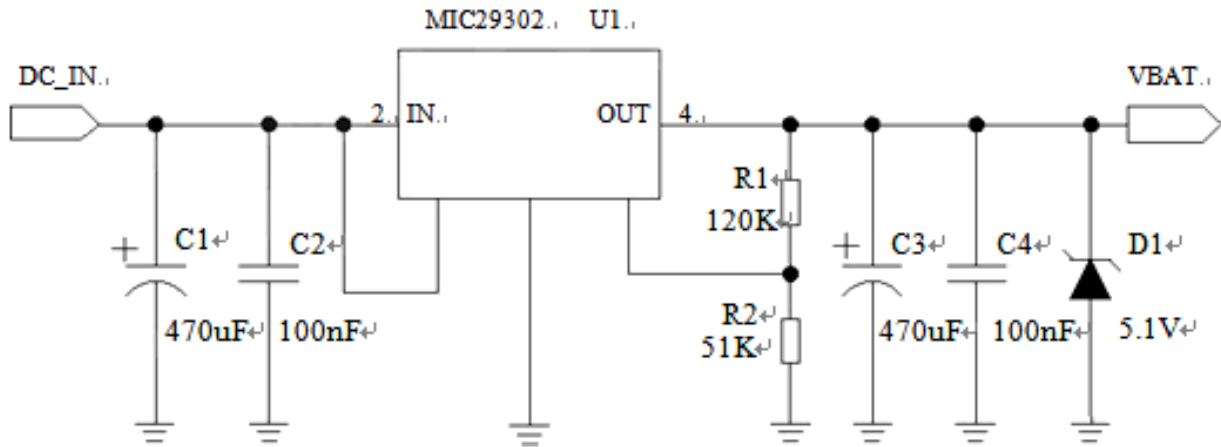 MIC29302 U1
DC_IN
VBAT
2 IN
OUT 4
R1
120K
C1
C2
C3
C4
D1
R2
51K
470uF
100nF
470uF
100nF
5.1V